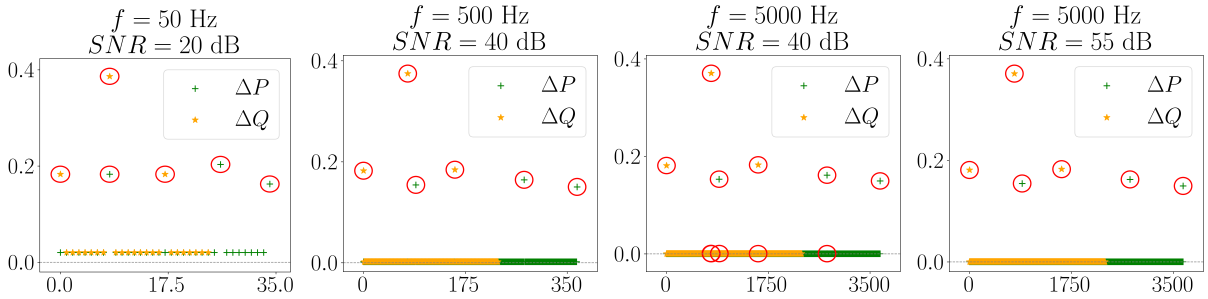 f = 50 Hz
SNR = 20 dB
0.4
0.2
0.0
0.0
17.5
35.0
ΔP
ΔQ
f = 500 Hz
SNR = 40 dB
0.4
0.2
0.0
0
175
350
ΔP
ΔQ
f = 5000 Hz
SNR = 40 dB
0.4
0.2
0.0
0
1750
3500
ΔP
ΔQ
f = 5000 Hz
SNR = 55 dB
0.4
0.2
0.0
0
1750
3500
ΔP
ΔQ